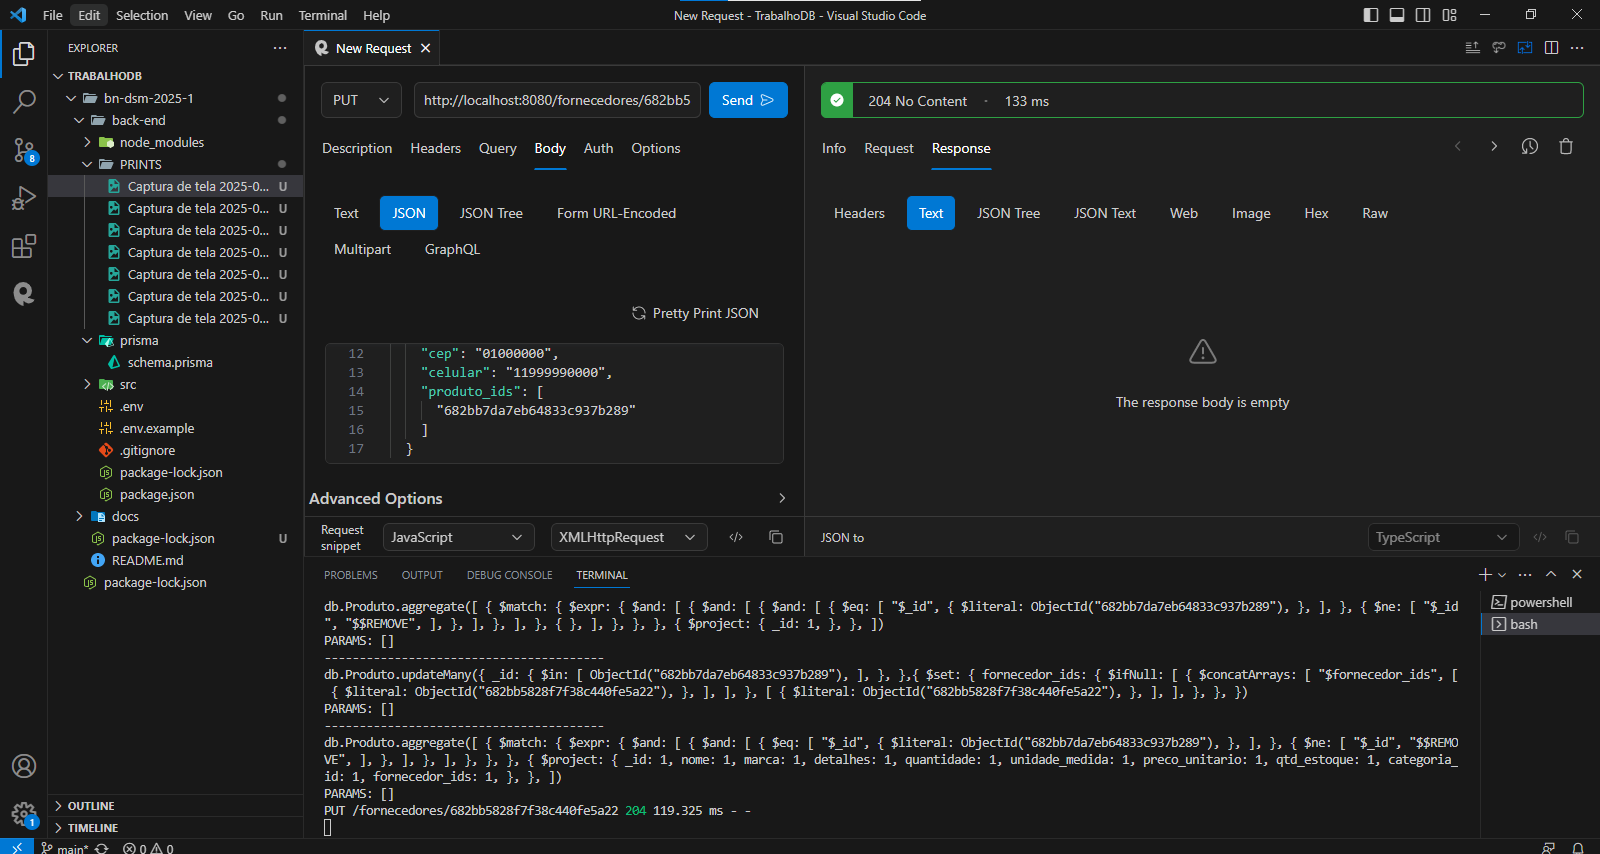 File Edit Selection View Go Run Terminal Help
New Request - TrabalhoDB - Visual Studio Code
EXPLORER
TRABALHODB
bn-dsm-2025-1
back-end
node_modules
PRINTS
Captura de tela 2025-0... U
Captura de tela 2025-0... U
Captura de tela 2025-0... U
Captura de tela 2025-0... U
Captura de tela 2025-0... U
Captura de tela 2025-0... U
Captura de tela 2025-0... U
prisma
schema.prisma
src
.env
.env.example
.gitignore
package-lock.json
package.json
docs
package-lock.json U
README.md
package-lock.json
OUTLINE
TIMELINE
8
1
main* 0 0
New Request
PUT http://localhost:8080/fornecedores/682bb5 Send
Description Headers Query Body Auth Options
Text JSON JSON Tree Form URL-Encoded
Multipart GraphQL
Pretty Print JSON
12 "cep": "01000000",
13 "celular": "11999990000",
14 "produto_ids": [
15 "682bb7da7eb64833c937b289"
16 ]
17 }
Advanced Options
Request snippet JavaScript XMLHttpRequest
204 No Content · 133 ms
Info Request Response
Headers Text JSON Tree JSON Text Web Image Hex Raw
The response body is empty
JSON to TypeScript
PROBLEMS OUTPUT DEBUG CONSOLE TERMINAL
db.Produto.aggregate([ { $match: { $expr: { $and: [ { $and: [ { $and: [ { $eq: [ "$_id", { $literal: ObjectId("682bb7da7eb64833c937b289"), }, ], }, { $ne: [ "$_id
", "$$REMOVE", ], }, ], }, ], }, { }, ], }, }, }, { $project: { _id: 1, }, }, ])
PARAMS: []
----------------------------------------
db.Produto.updateMany({ _id: { $in: [ ObjectId("682bb7da7eb64833c937b289"), ], }, },{ $set: { fornecedor_ids: { $ifNull: [ { $concatArrays: [ "$fornecedor_ids", [
{ $literal: ObjectId("682bb5828f7f38c440fe5a22"), }, ], ], }, [ { $literal: ObjectId("682bb5828f7f38c440fe5a22"), }, ], ], }, }, })
PARAMS: []
----------------------------------------
db.Produto.aggregate([ { $match: { $expr: { $and: [ { $and: [ { $eq: [ "$_id", { $literal: ObjectId("682bb7da7eb64833c937b289"), }, ], }, { $ne: [ "$_id", "$$REMO
VE", ], }, ], }, ], }, }, }, { $project: { _id: 1, nome: 1, marca: 1, detalhes: 1, quantidade: 1, unidade_medida: 1, preco_unitario: 1, qtd_estoque: 1, categoria_
id: 1, fornecedor_ids: 1, }, }, ])
PARAMS: []
PUT /fornecedores/682bb5828f7f38c440fe5a22 204 119.325 ms - -
powershell
bash